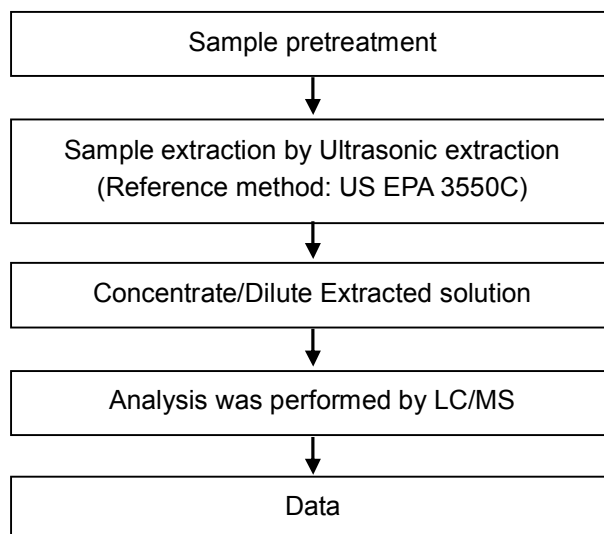 Sample pretreatment
Sample extraction by Ultrasonic extraction
(Reference method: US EPA 3550C)
Concentrate/Dilute Extracted solution
Analysis was performed by LC/MS
Data